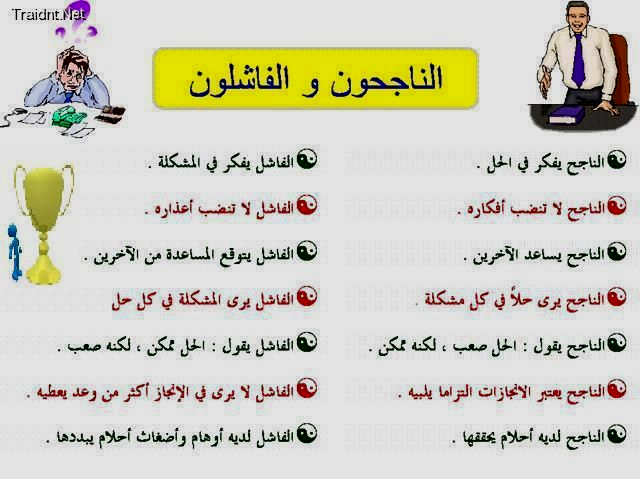 Traidnt.Net
الناجحون و الفاشلون
الناجح يفكر في الحل .
الفاشل يفكر في المشكلة .
الناجح لا تنضب أفكاره .
الفاشل لا تنضب أعذاره .
الناجح يساعد الآخرين .
الفاشل يتوقع المساعدة من الآخرين .
الناجح يرى حلاً في كل مشكلة .
الفاشل يرى المشكلة في كل حل
الناجح يقول : الحل صعب ، لكنه ممكن .
الفاشل يقول : الحل ممكن ، لكنه صعب .
الناجح يعتبر الانجازات التزاما يلبيه .
الفاشل لا يرى في الإنجاز أكثر من وعد يعطيه .
الناجح لديه أحلام يحققها .
الفاشل لديه أوهام وأضغاث أحلام يبددها .